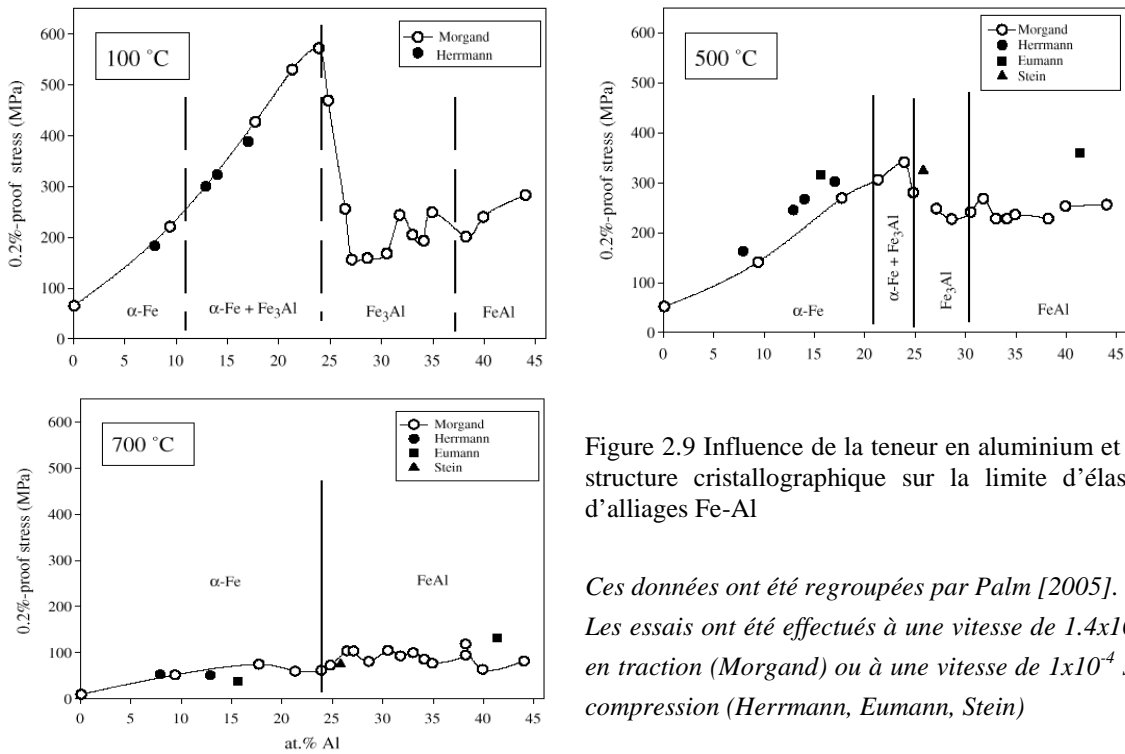 100 ˚C
Morgand
Herrmann
0.2%-proof stress (MPa)
600
500
400
300
200
100
0
α-Fe
α-Fe + Fe₃Al
Fe₃Al
FeAl
0 5 10 15 20 25 30 35 40 45
500 ˚C
Morgand
Herrmann
Eumann
Stein
0.2%-proof stress (MPa)
600
500
400
300
200
100
0
α-Fe
α-Fe + Fe₃Al
Fe₃Al
FeAl
0 5 10 15 20 25 30 35 40 45
700 ˚C
Morgand
Herrmann
Eumann
Stein
0.2%-proof stress (MPa)
600
500
400
300
200
100
0
α-Fe
FeAl
0 5 10 15 20 25 30 35 40 45
at.% Al
Figure 2.9 Influence de la teneur en aluminium et
structure cristallographique sur la limite d'élas
d'alliages Fe-Al
Ces données ont été regroupées par Palm [2005].
Les essais ont été effectués à une vitesse de 1.4x10
en traction (Morgand) ou à une vitesse de 1x10⁻⁴
compression (Herrmann, Eumann, Stein)